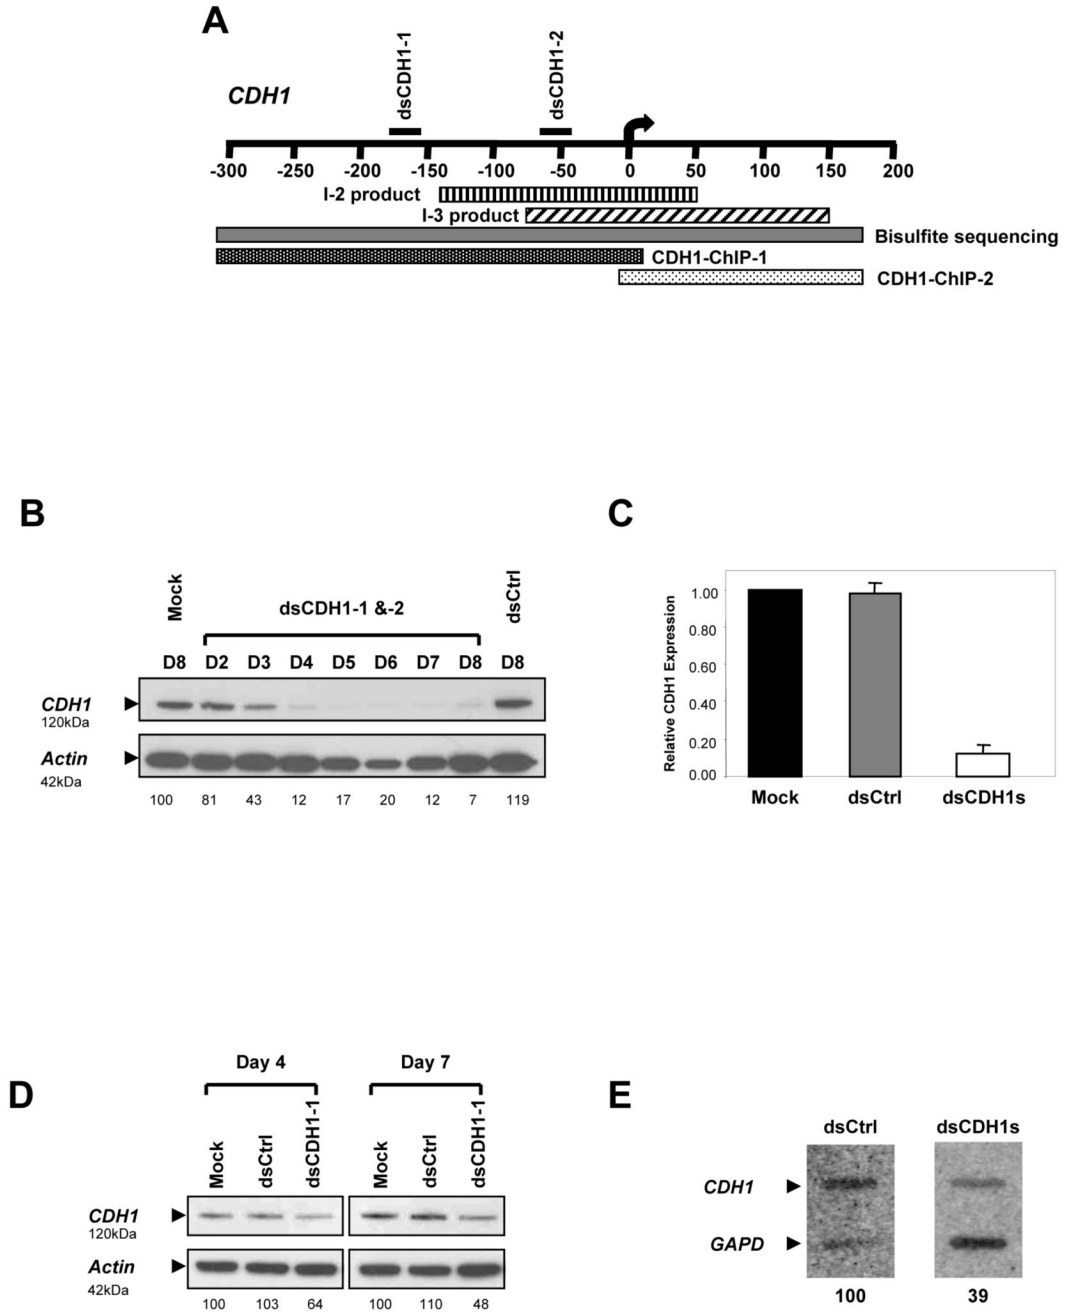 A
CDH1
dsCDH1-1
dsCDH1-2
-300 -250 -200 -150 -100 -50 0 50 100 150 200
I-2 product
I-3 product
Bisulfite sequencing
CDH1-ChIP-1
CDH1-ChIP-2
B
Mock
dsCDH1-1 &-2
dsCtrl
D8 D2 D3 D4 D5 D6 D7 D8 D8
CDH1
120kDa
Actin
42kDa
100 81 43 12 17 20 12 7 119
C
Relative CDH1 Expression
1.00
0.80
0.60
0.40
0.20
0.00
Mock dsCtrl dsCDH1s
D
Day 4 Day 7
Mock dsCtrl dsCDH1-1 Mock dsCtrl dsCDH1-1
CDH1
120kDa
Actin
42kDa
100 103 64 100 110 48
E
dsCtrl dsCDH1s
CDH1
GAPD
100 39